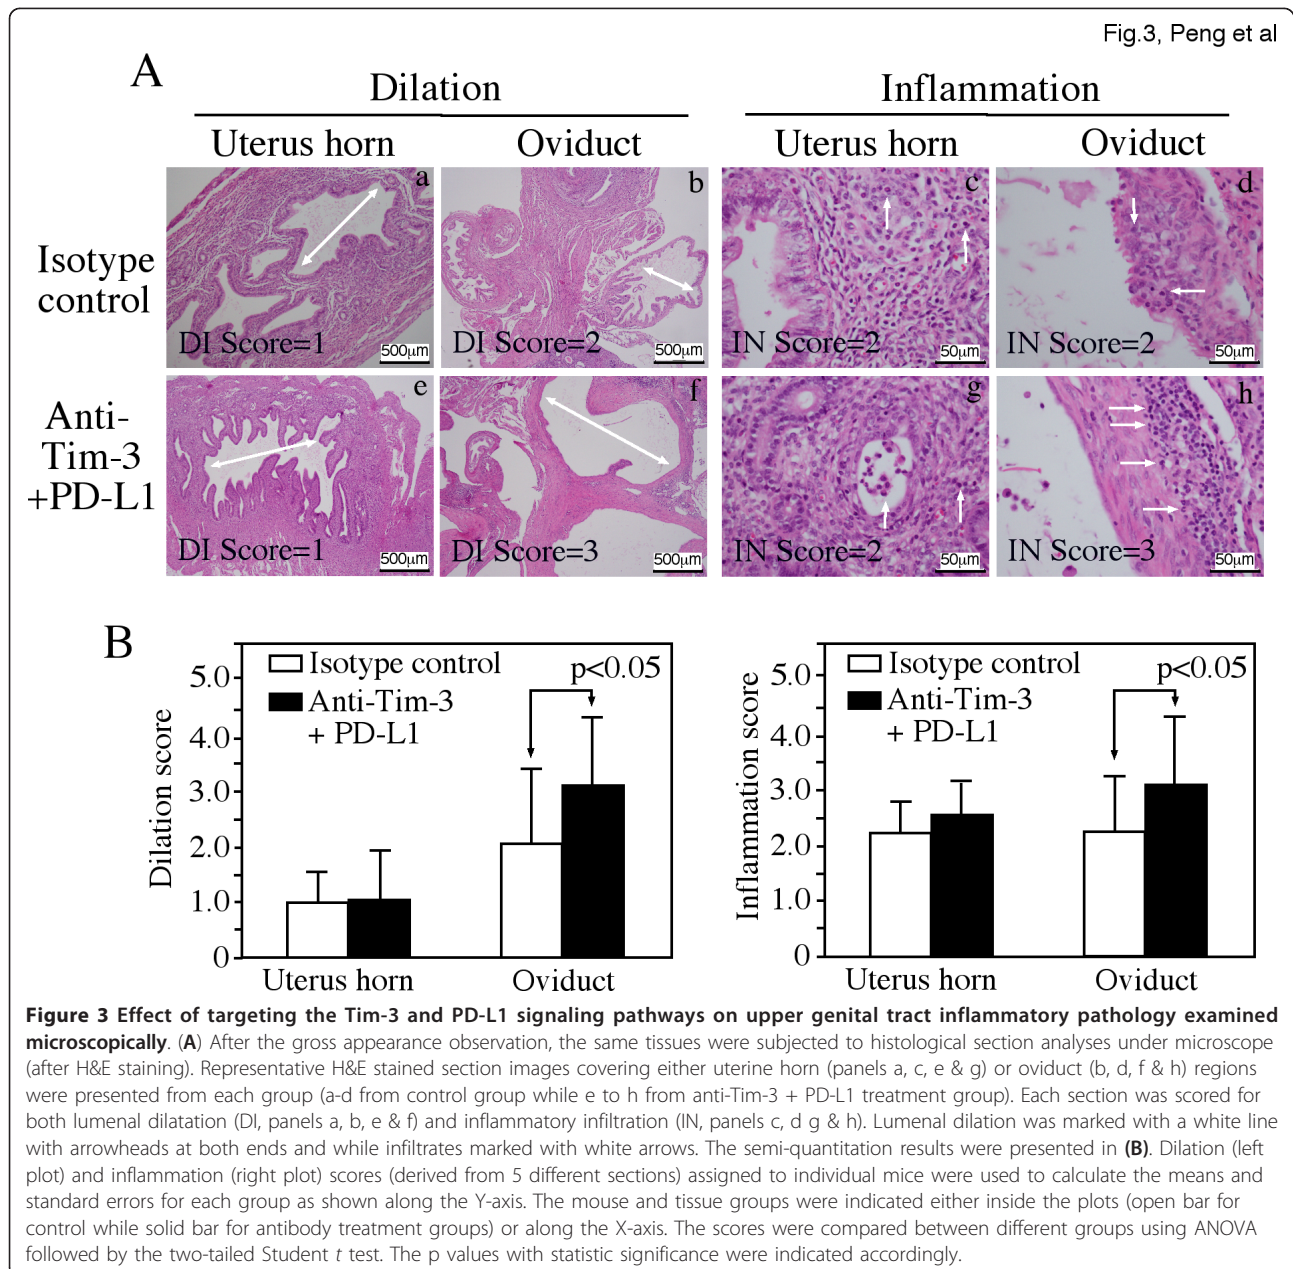 Fig.3, Peng et al
A
Dilation
Inflammation
Uterus horn
Oviduct
Uterus horn
Oviduct
Isotype
control
a
DI Score=1
500µm
b
DI Score=2
500µm
c
IN Score=2
50µm
d
IN Score=2
50µm
Anti-
Tim-3
+PD-L1
e
DI Score=1
500µm
f
DI Score=3
500µm
g
IN Score=2
50µm
h
IN Score=3
50µm
B
Dilation score
5.0
4.0
3.0
2.0
1.0
0
Isotype control
Anti-Tim-3
+ PD-L1
p<0.05
Uterus horn
Oviduct
Inflammation score
5.0
4.0
3.0
2.0
1.0
0
Isotype control
Anti-Tim-3
+ PD-L1
p<0.05
Uterus horn
Oviduct
Figure 3 Effect of targeting the Tim-3 and PD-L1 signaling pathways on upper genital tract inflammatory pathology examined
microscopically. (A) After the gross appearance observation, the same tissues were subjected to histological section analyses under microscope
(after H&E staining). Representative H&E stained section images covering either uterine horn (panels a, c, e & g) or oviduct (b, d, f & h) regions
were presented from each group (a-d from control group while e to h from anti-Tim-3 + PD-L1 treatment group). Each section was scored for
both lumenal dilatation (DI, panels a, b, e & f) and inflammatory infiltration (IN, panels c, d g & h). Lumenal dilation was marked with a white line
with arrowheads at both ends and while infiltrates marked with white arrows. The semi-quantitation results were presented in (B). Dilation (left
plot) and inflammation (right plot) scores (derived from 5 different sections) assigned to individual mice were used to calculate the means and
standard errors for each group as shown along the Y-axis. The mouse and tissue groups were indicated either inside the plots (open bar for
control while solid bar for antibody treatment groups) or along the X-axis. The scores were compared between different groups using ANOVA
followed by the two-tailed Student t test. The p values with statistic significance were indicated accordingly.